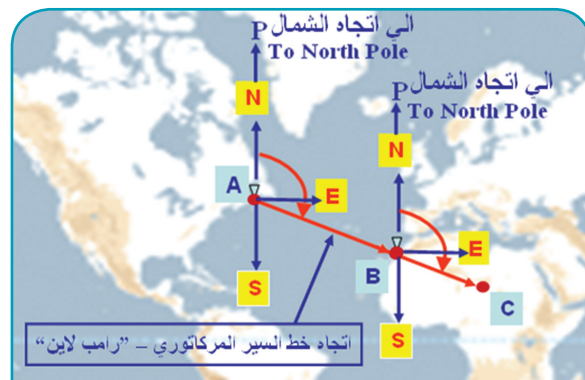 P الي اتجاه الشمال
To North Pole
P الي اتجاه الشمال
To North Pole
N
N
A
E
E
B
S
C
S
اتجاه خط السير المركاتوري – "رامب لاين"